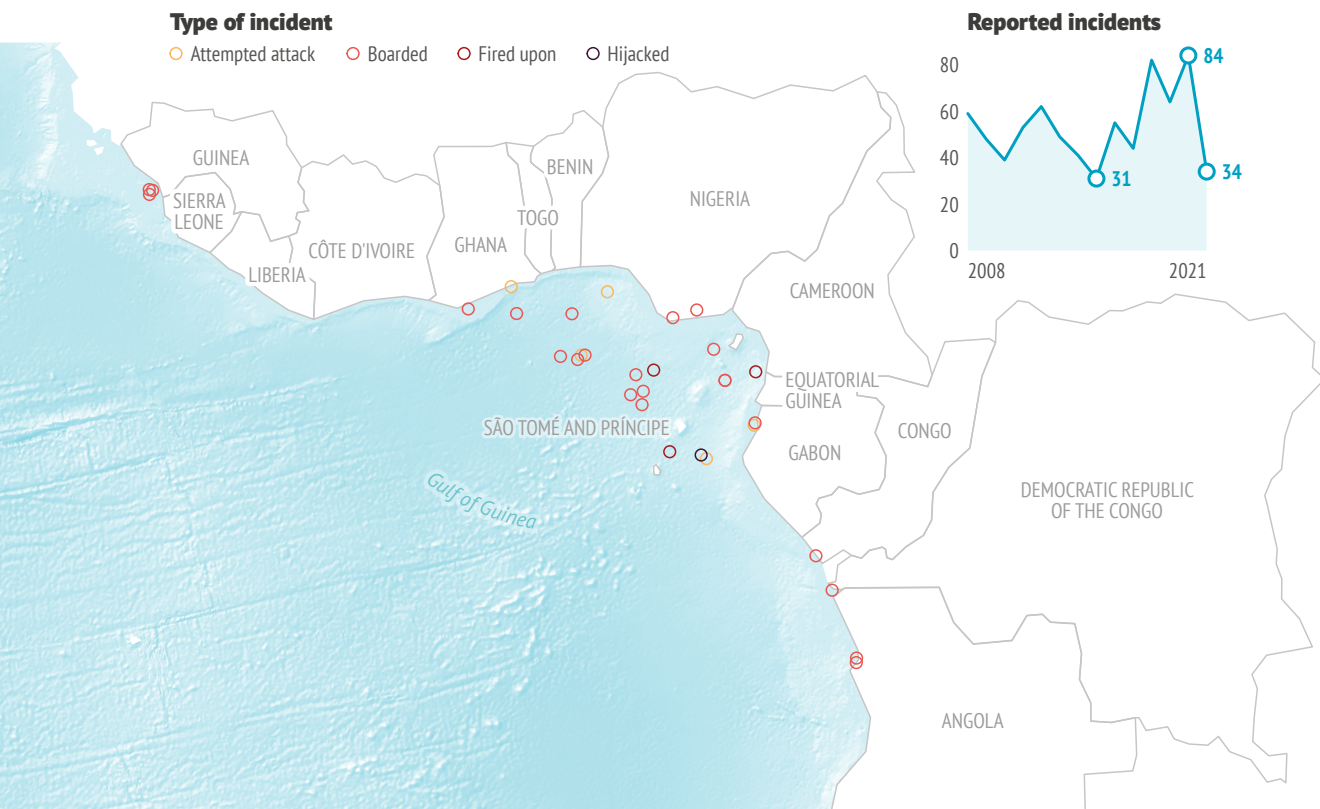 Type of incident
Attempted attack
Boarded
Fired upon
Hijacked
Reported incidents
80
60
40
20
0
84
31
34
2008
2021
GUINEA
SIERRA
LEONE
LIBERIA
CÔTE D'IVOIRE
GHANA
TOGO
BENIN
NIGERIA
CAMEROON
EQUATORIAL
GUINEA
SÃO TOMÉ AND PRÍNCIPE
GABON
CONGO
DEMOCRATIC REPUBLIC
OF THE CONGO
Gulf of Guinea
ANGOLA